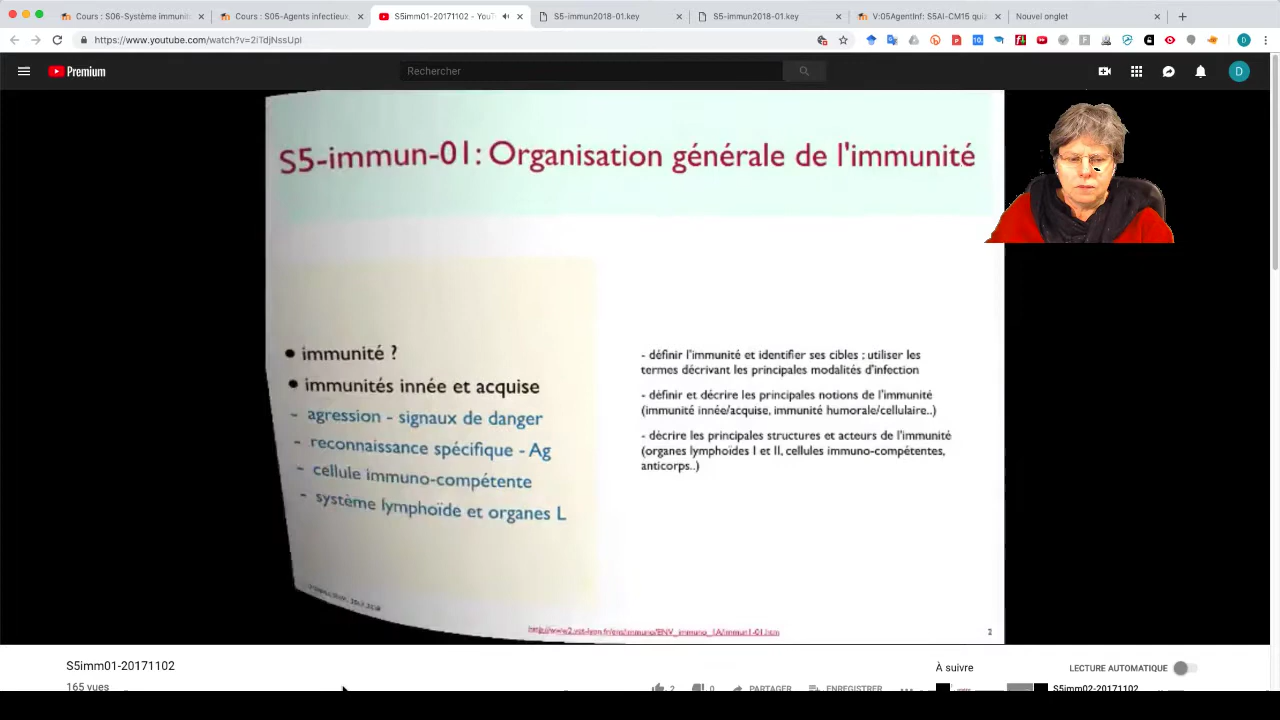 Cours : S06-Système immunit
Cours : S05-Agents infectieux,
S5imm01-20171102 - YouT
S5-immun2018-01.key
S5-immun2018-01.key
V:05AgentInf: S5AI-CM15 quiz
Nouvel onglet
https://www.youtube.com/watch?v=2iTdjNssUpI
Premium
Rechercher
D
D
S5-immun-01: Organisation générale de l'immunité
• immunité ?
• immunités innée et acquise
- agression - signaux de danger
- reconnaissance spécifique - Ag
- cellule immuno-compétente
- système lymphoïde et organes L
- définir l'immunité et identifier ses cibles ; utiliser les
termes décrivant les principales modalités d'infection
- définir et décrire les principales notions de l'immunité
(immunité innée/acquise, immunité humorale/cellulaire..)
- décrire les principales structures et acteurs de l'immunité
(organes lymphoïdes I et II, cellules immuno-compétentes,
anticorps..)
2
S5imm01-20171102
165 vues
2
0
PARTAGER
ENREGISTRER
À suivre
LECTURE AUTOMATIQUE
S5imm02-20171102